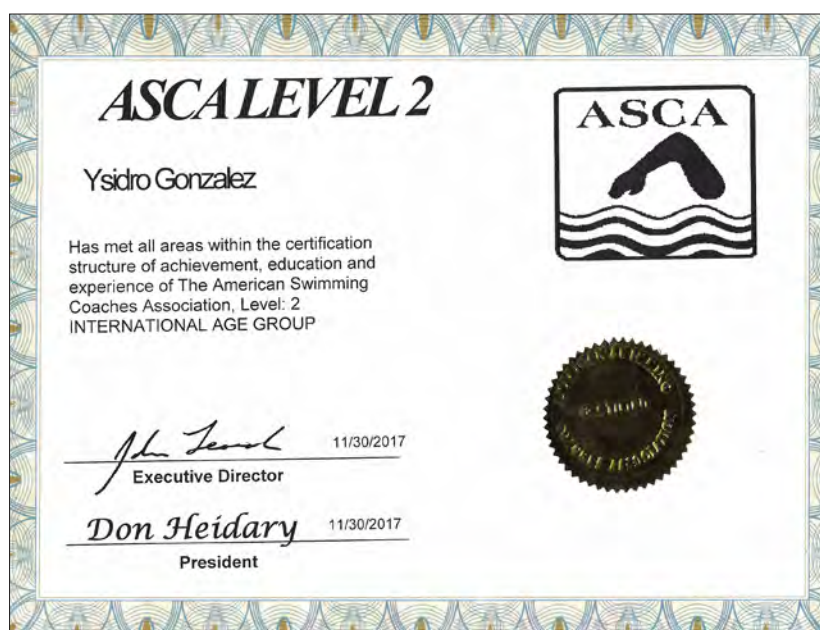 ASCA LEVEL 2
ASCA
Ysidro Gonzalez
Has met all areas within the certification
structure of achievement, education and
experience of The American Swimming
Coaches Association, Level: 2
INTERNATIONAL AGE GROUP
11/30/2017
Executive Director
Don Heidary 11/30/2017
President